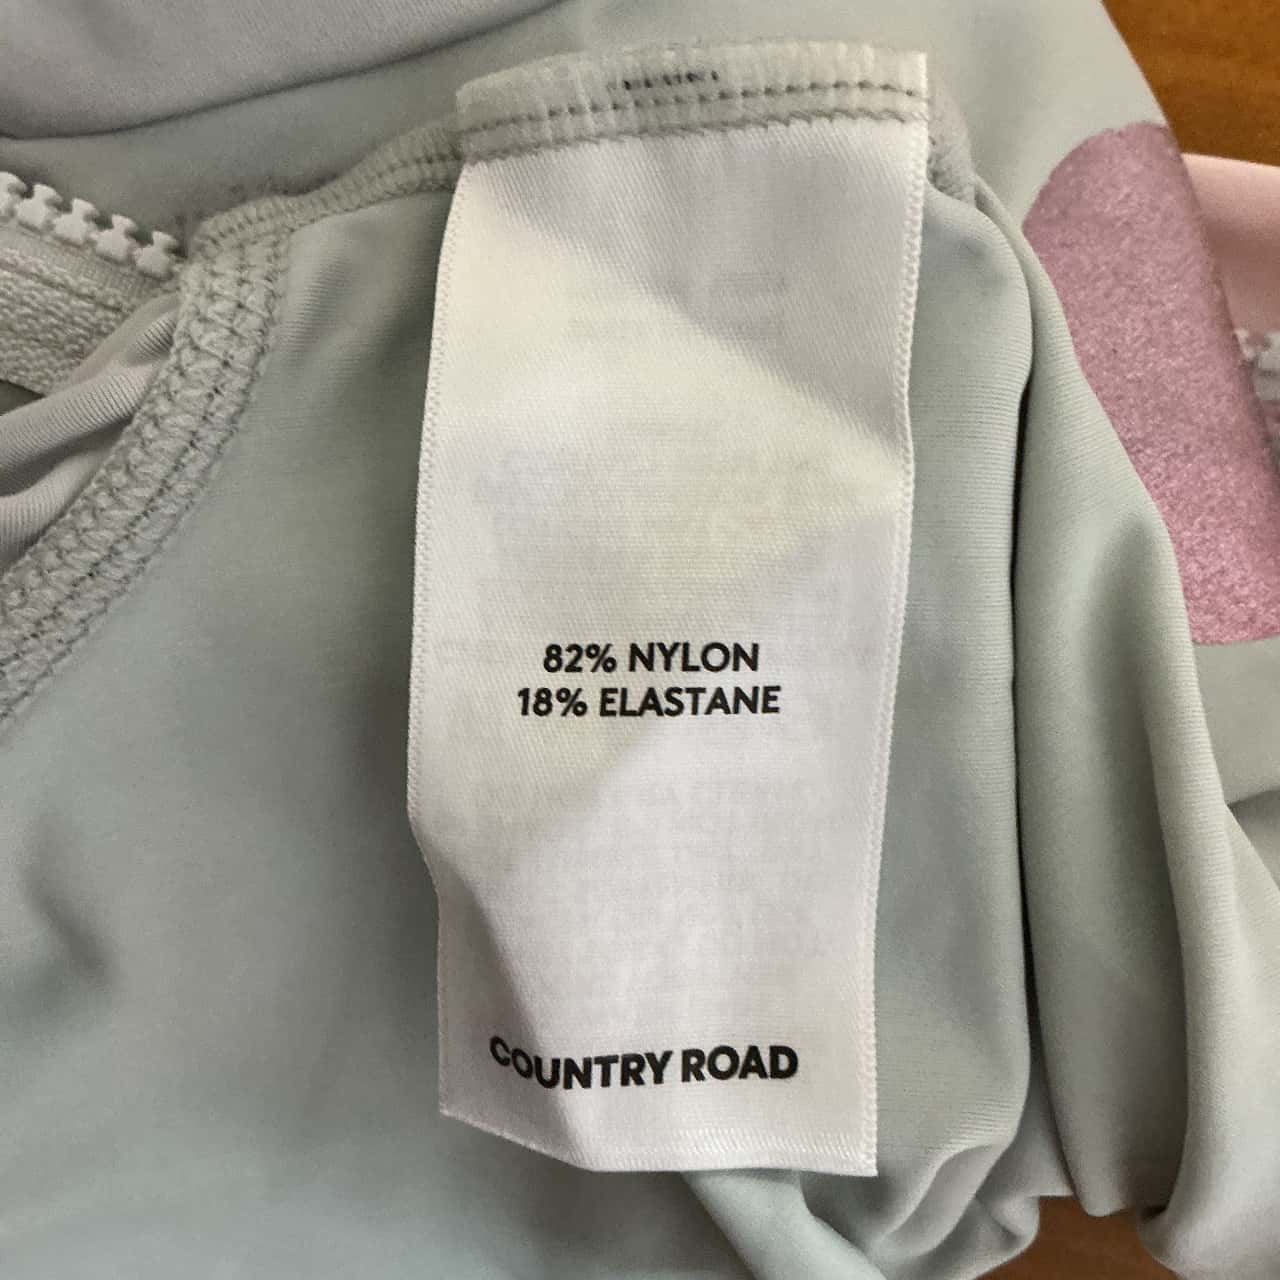 82% NYLON
18% ELASTANE
COUNTRY ROAD